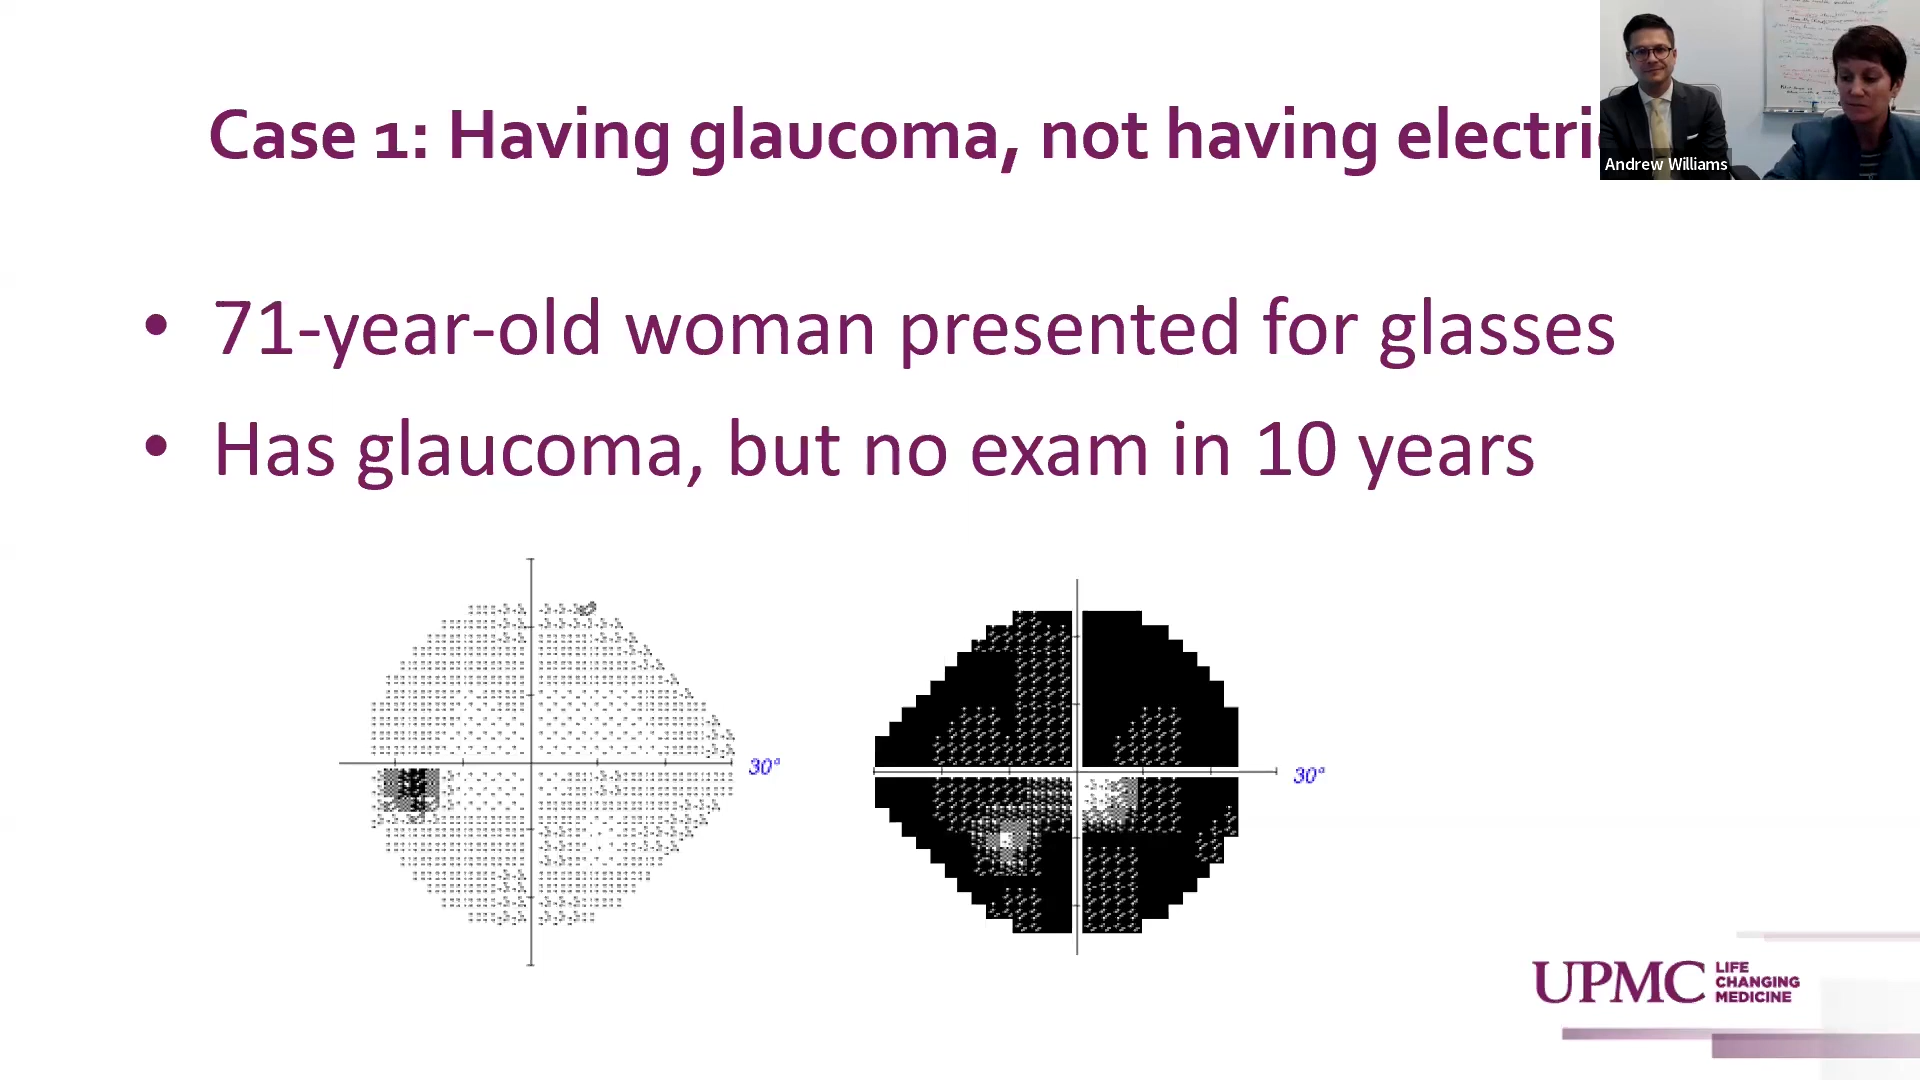 Case 1: Having glaucoma, not having
Andrew Williams
• 71-year-old woman presented for glasses
• Has glaucoma, but no exam in 10 years
30°
30°
UPMC LIFE
CHANGING
MEDICINE